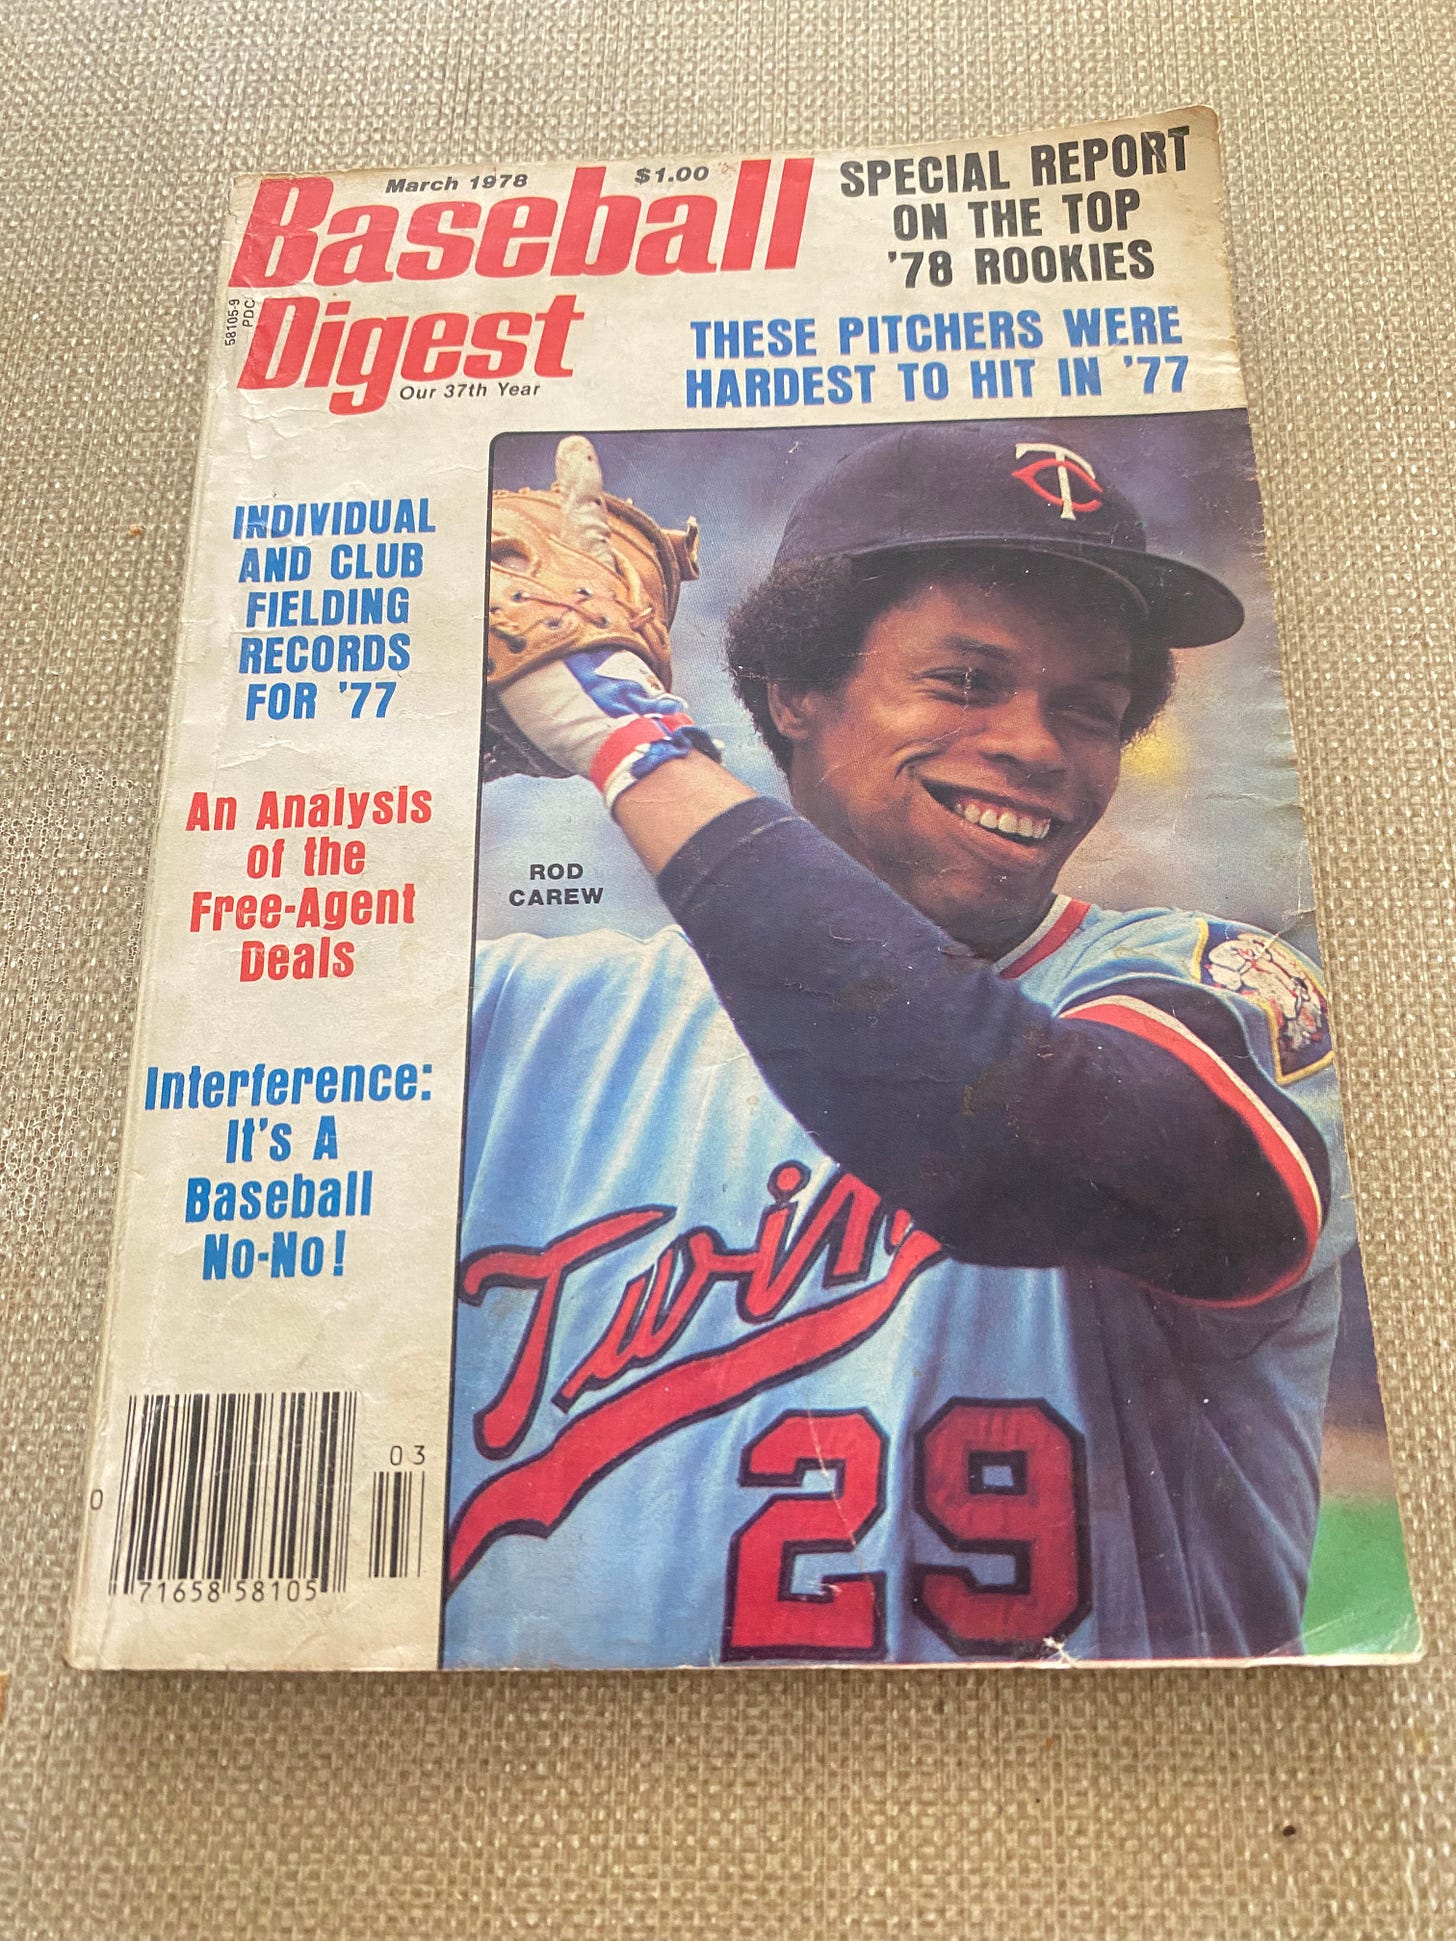 March 1978
$1.00
Baseball
Digest
Our 37th Year
58105-9
PDC
SPECIAL REPORT
ON THE TOP
'78 ROOKIES
THESE PITCHERS WERE
HARDEST TO HIT IN '77
INDIVIDUAL
AND CLUB
FIELDING
RECORDS
FOR '77
An Analysis
of the
Free-Agent
Deals
Interference:
It's A
Baseball
No-No!
ROD
CAREW
TC
Twins
29
03
0
71658 58105